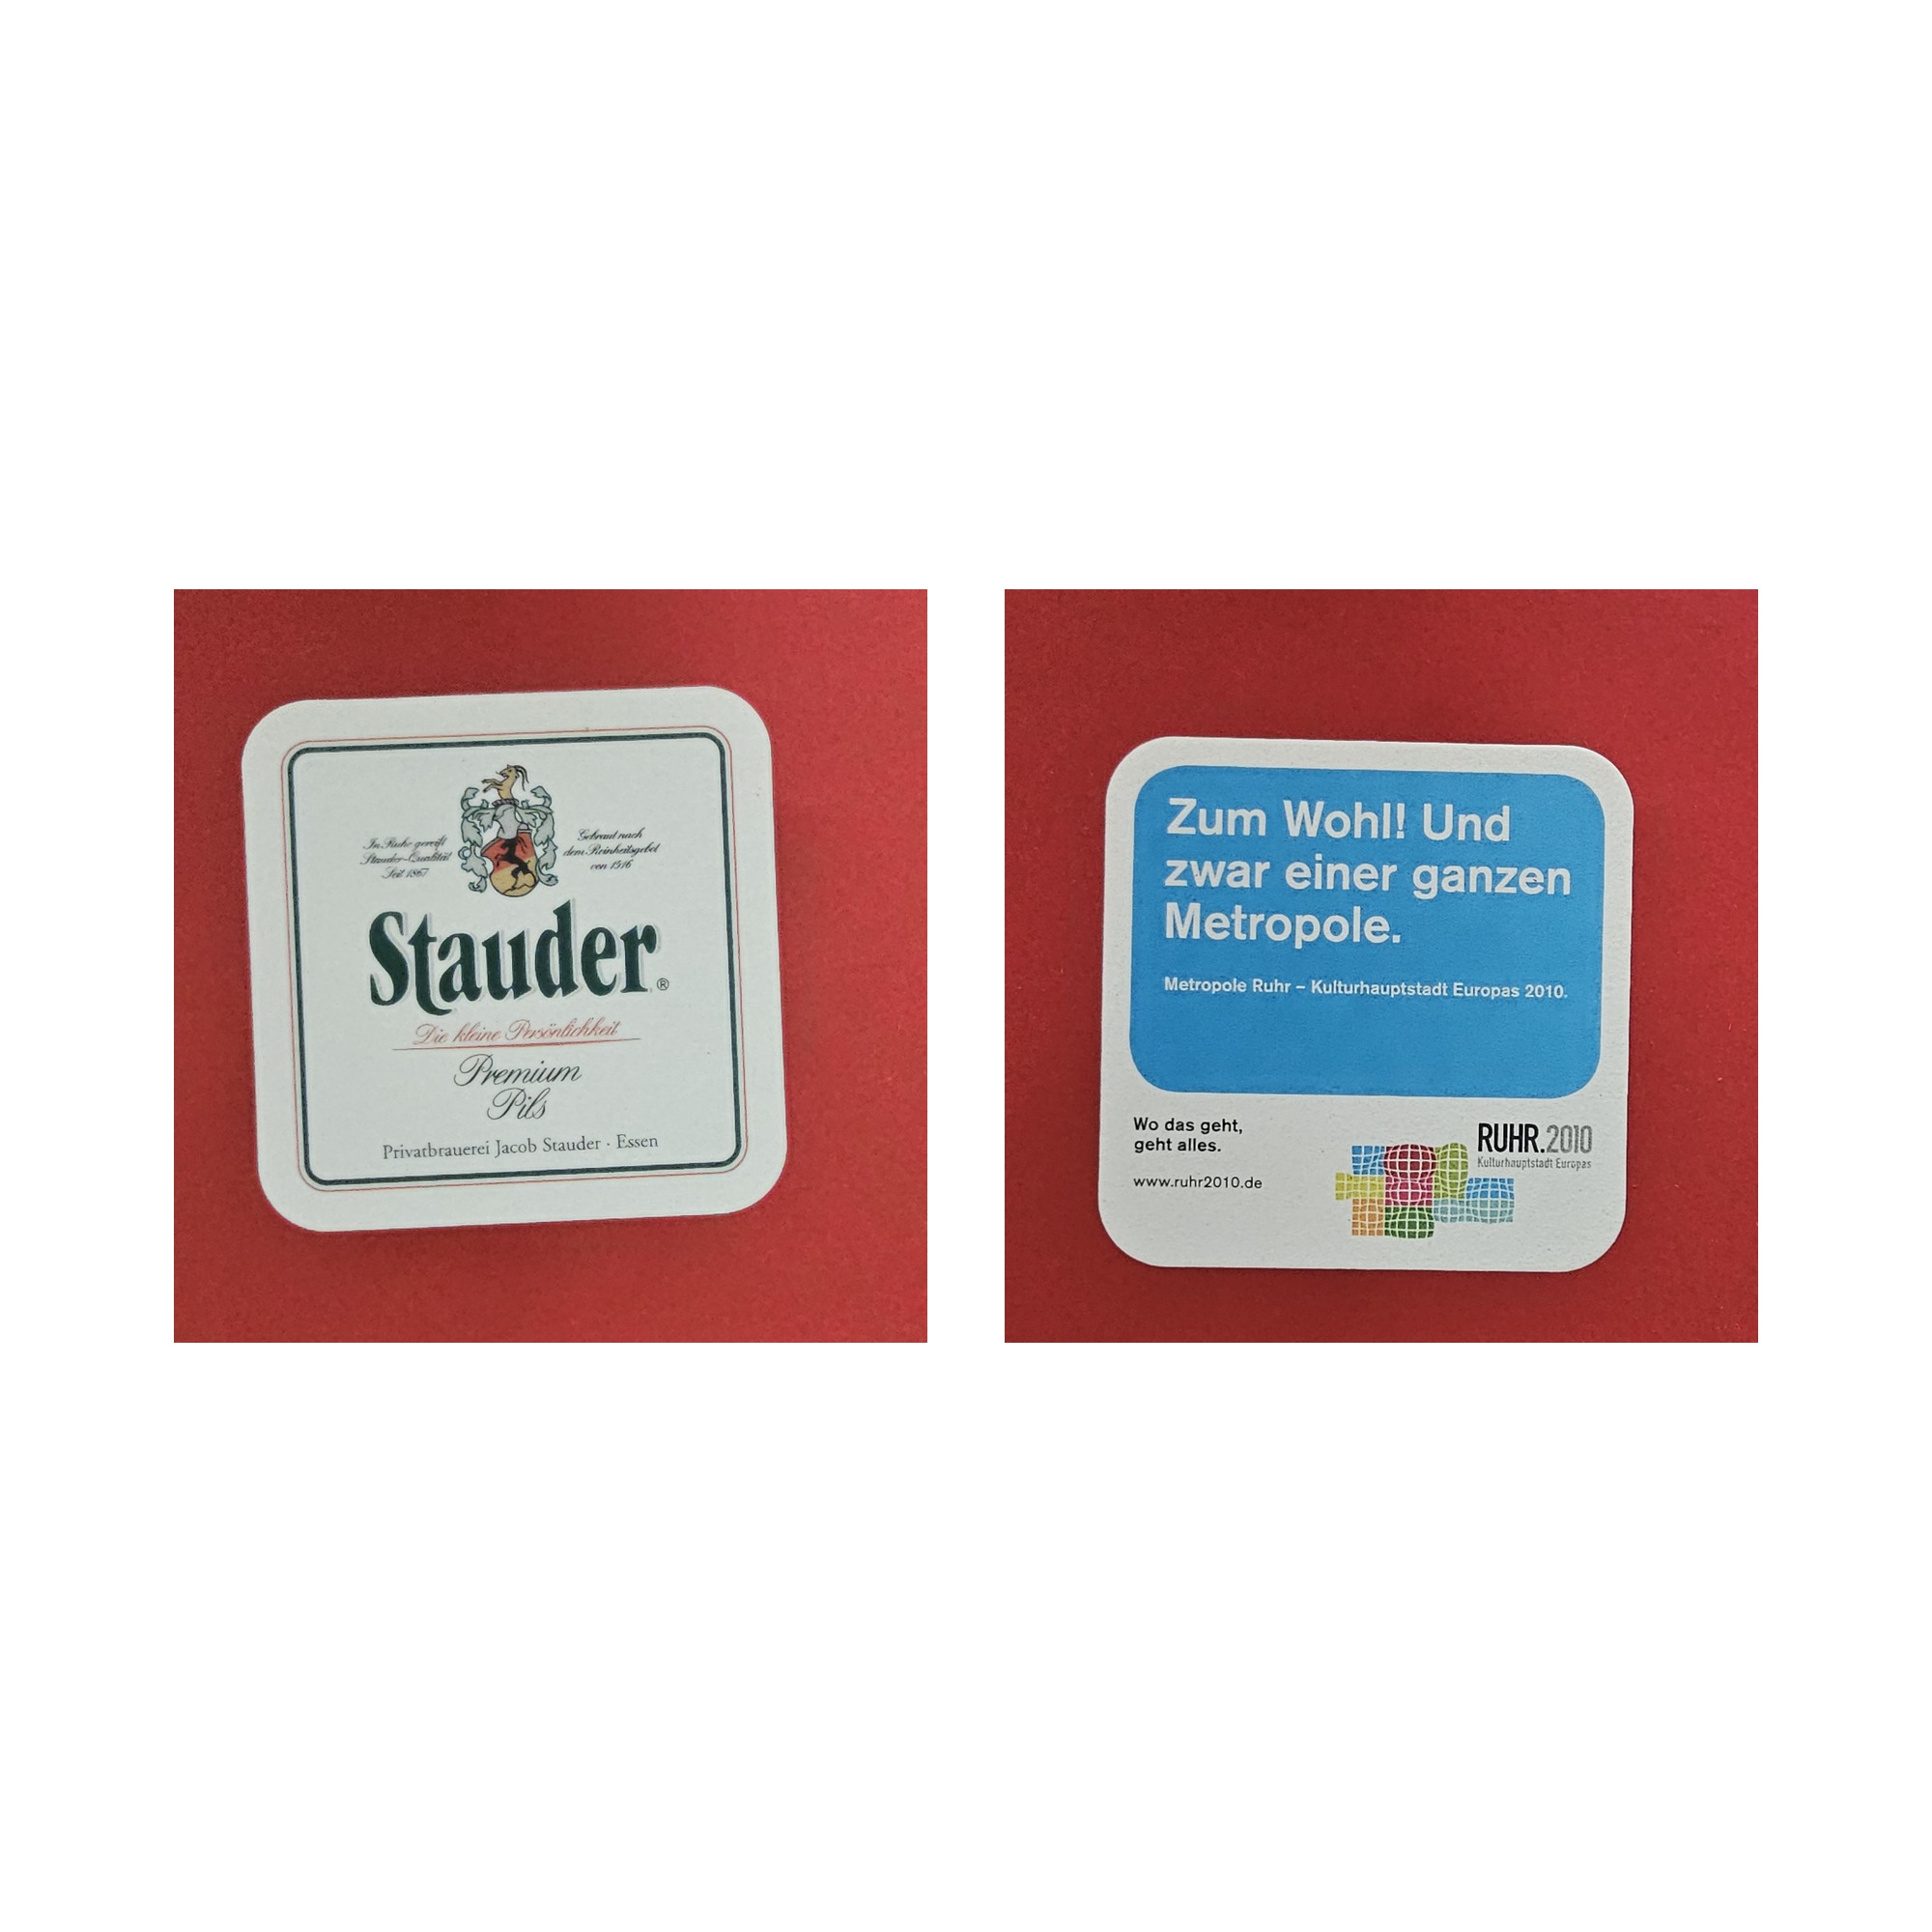 In Ruhe gereift
Stauder-Qualität
Seit 1867
Gebraut nach
dem Reinheitsgebot
von 1516
Stauder®
Die kleine Persönlichkeit
Premium
Pils
Privatbrauerei Jacob Stauder · Essen
Zum Wohl! Und
zwar einer ganzen
Metropole.
Metropole Ruhr – Kulturhauptstadt Europas 2010.
Wo das geht,
geht alles.
www.ruhr2010.de
RUHR.2010
Kulturhauptstadt Europas